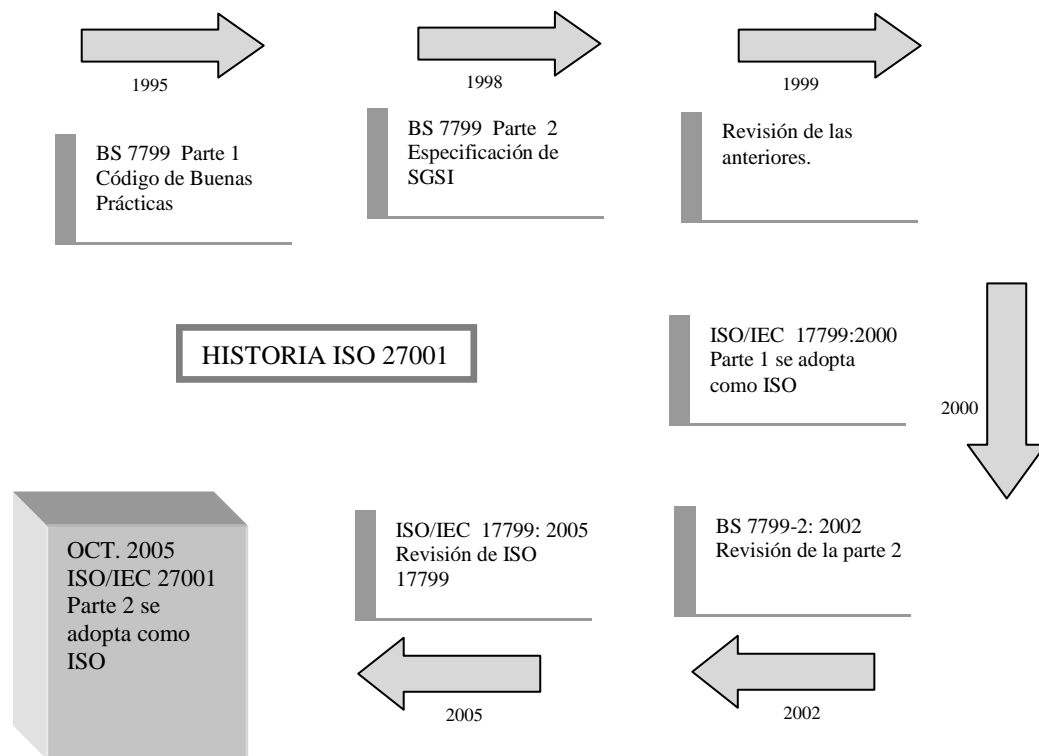 1995
BS 7799 Parte 1
Código de Buenas
Prácticas
1998
BS 7799 Parte 2
Especificación de
SGSI
1999
Revisión de las
anteriores.
HISTORIA ISO 27001
ISO/IEC 17799:2000
Parte 1 se adopta
como ISO
2000
BS 7799-2: 2002
Revisión de la parte 2
2002
ISO/IEC 17799: 2005
Revisión de ISO
17799
2005
OCT. 2005
ISO/IEC 27001
Parte 2 se
adopta como
ISO